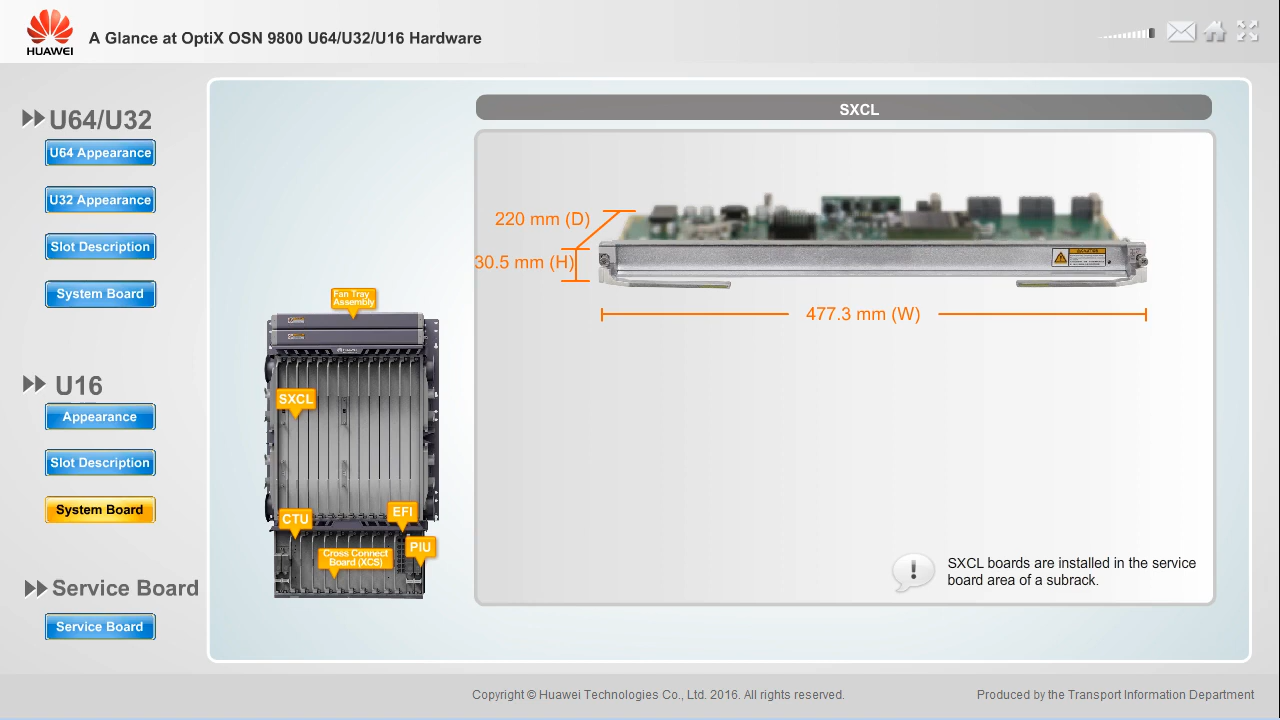 HUAWEI
A Glance at OptiX OSN 9800 U64/U32/U16 Hardware
U64/U32
U64 Appearance
U32 Appearance
Slot Description
System Board
U16
Appearance
Slot Description
System Board
Service Board
Service Board
Fan Tray
Assembly
SXCL
CTU
EFI
PIU
Cross Connect
Board (XCS)
SXCL
220 mm (D)
30.5 mm (H)
477.3 mm (W)
SXCL boards are installed in the service
board area of a subrack.
Copyright © Huawei Technologies Co., Ltd. 2016. All rights reserved.
Produced by the Transport Information Department